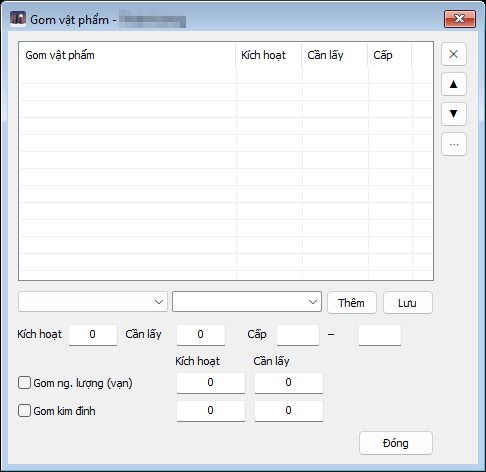 Gom vật phẩm -
Gom vật phẩm Kích hoạt Cần lấy Cấp
...
Thêm Lưu
Kích hoạt 0 Cần lấy 0 Cấp –
Kích hoạt Cần lấy
Gom ng. lượng (vạn) 0 0
Gom kim đinh 0 0
Đóng